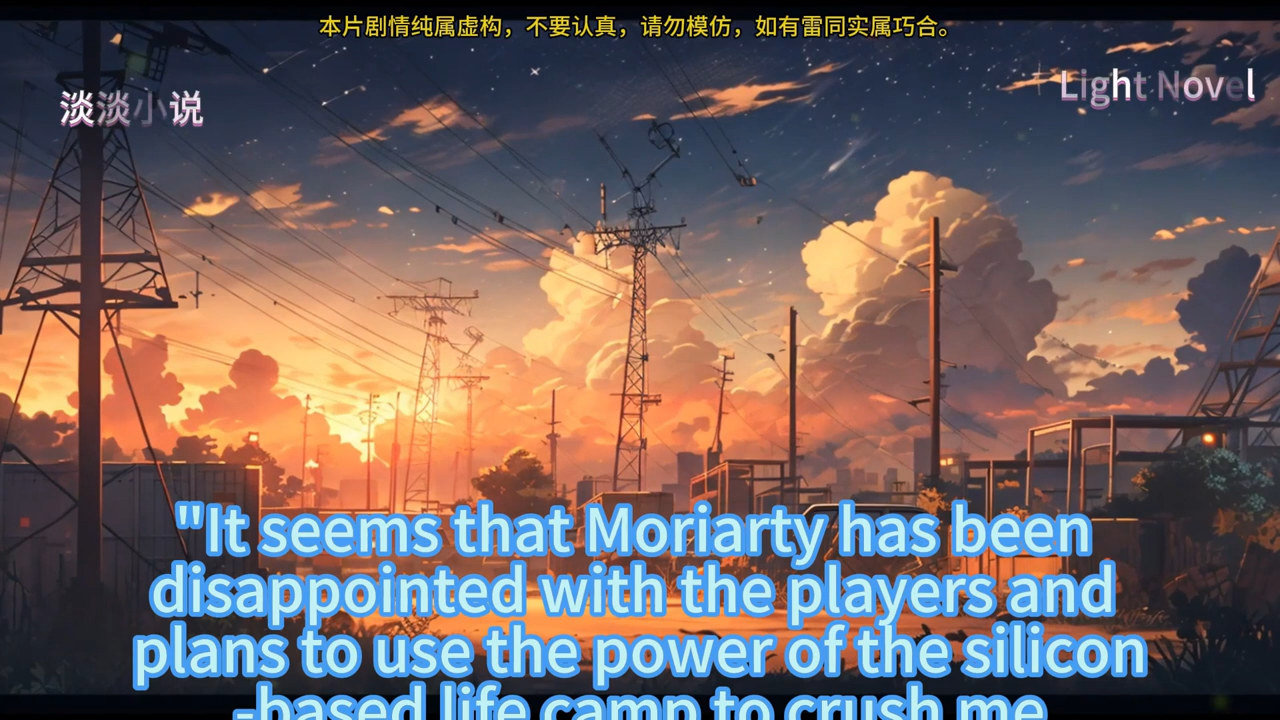 本片剧情纯属虚构，不要认真，请勿模仿，如有雷同实属巧合。
淡淡小说
Light Novel
"It seems that Moriarty has been
disappointed with the players and
plans to use the power of the silicon
-based life camp to crush me